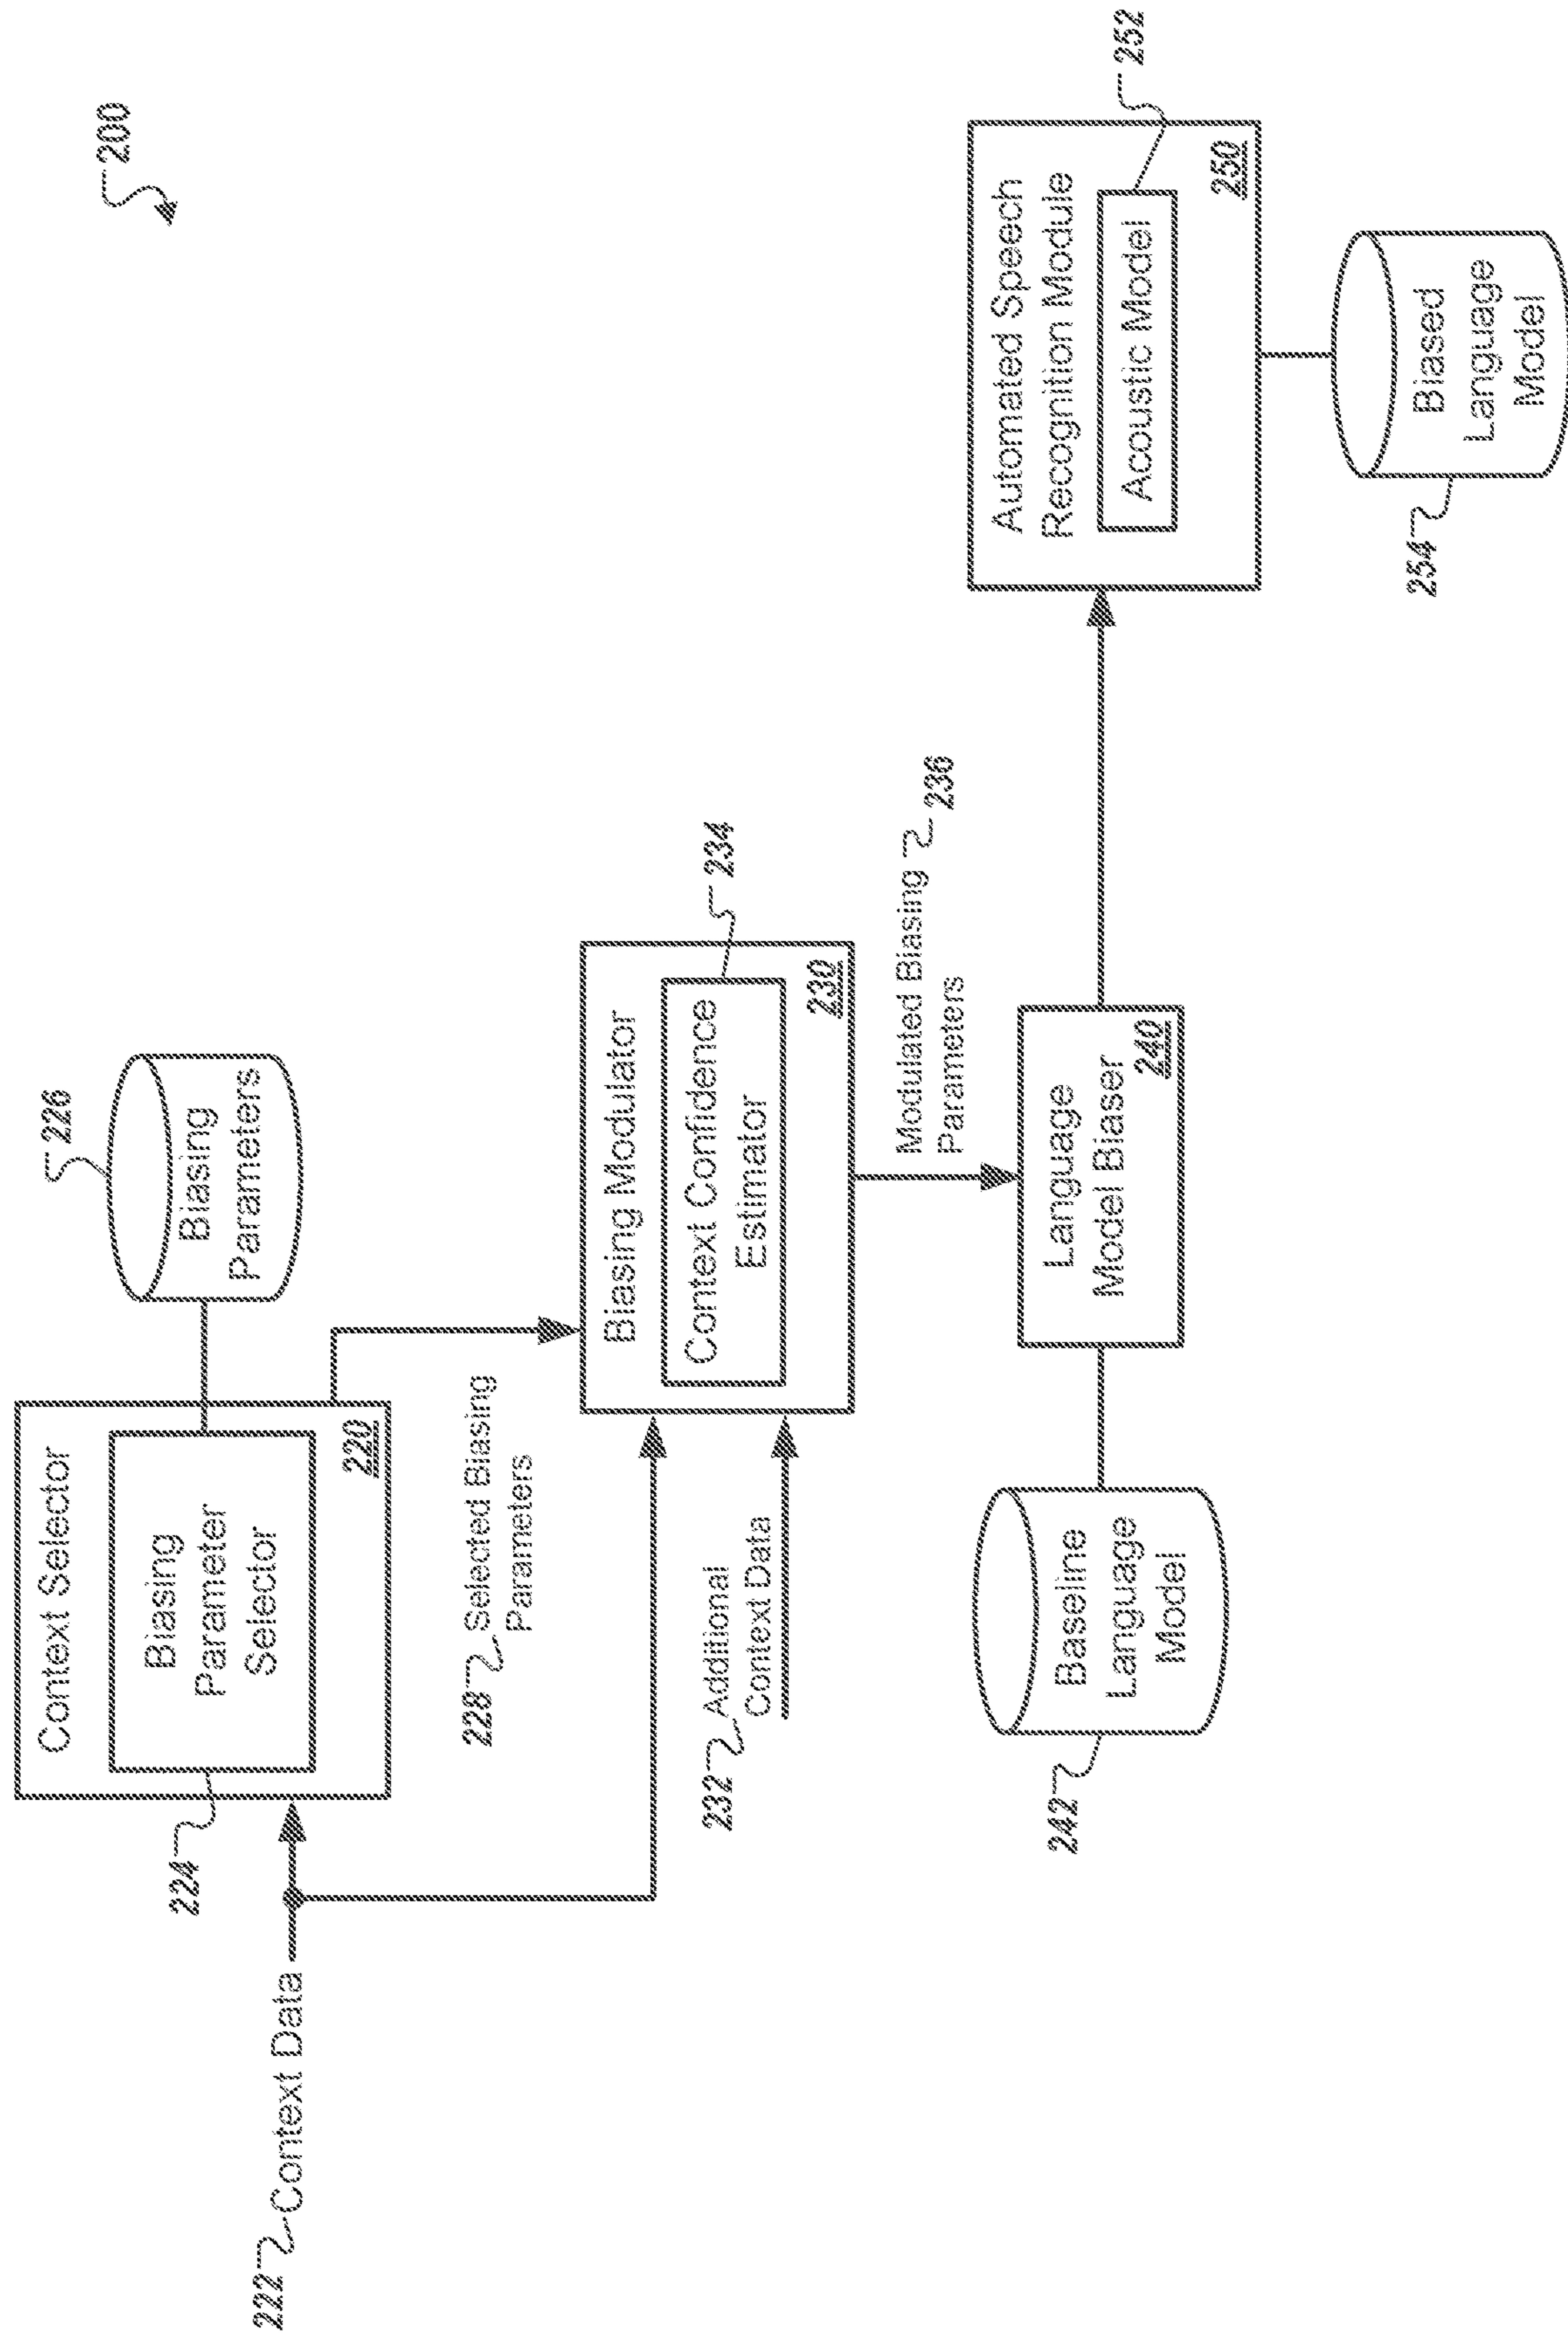 200
226
Context Selector
Biasing
Parameter
Selector
220
Biasing
Parameters
224
222 Context Data
228 Selected Biasing
Parameters
Biasing Modulator
Context Confidence
Estimator
230
234
232 Additional
Context Data
Modulated Biasing 236
Parameters
Baseline
Language
Model
242
Language
Model Biaser
240
Automated Speech
Recognition Module
Acoustic Model
250
252
254
Biased
Language
Model